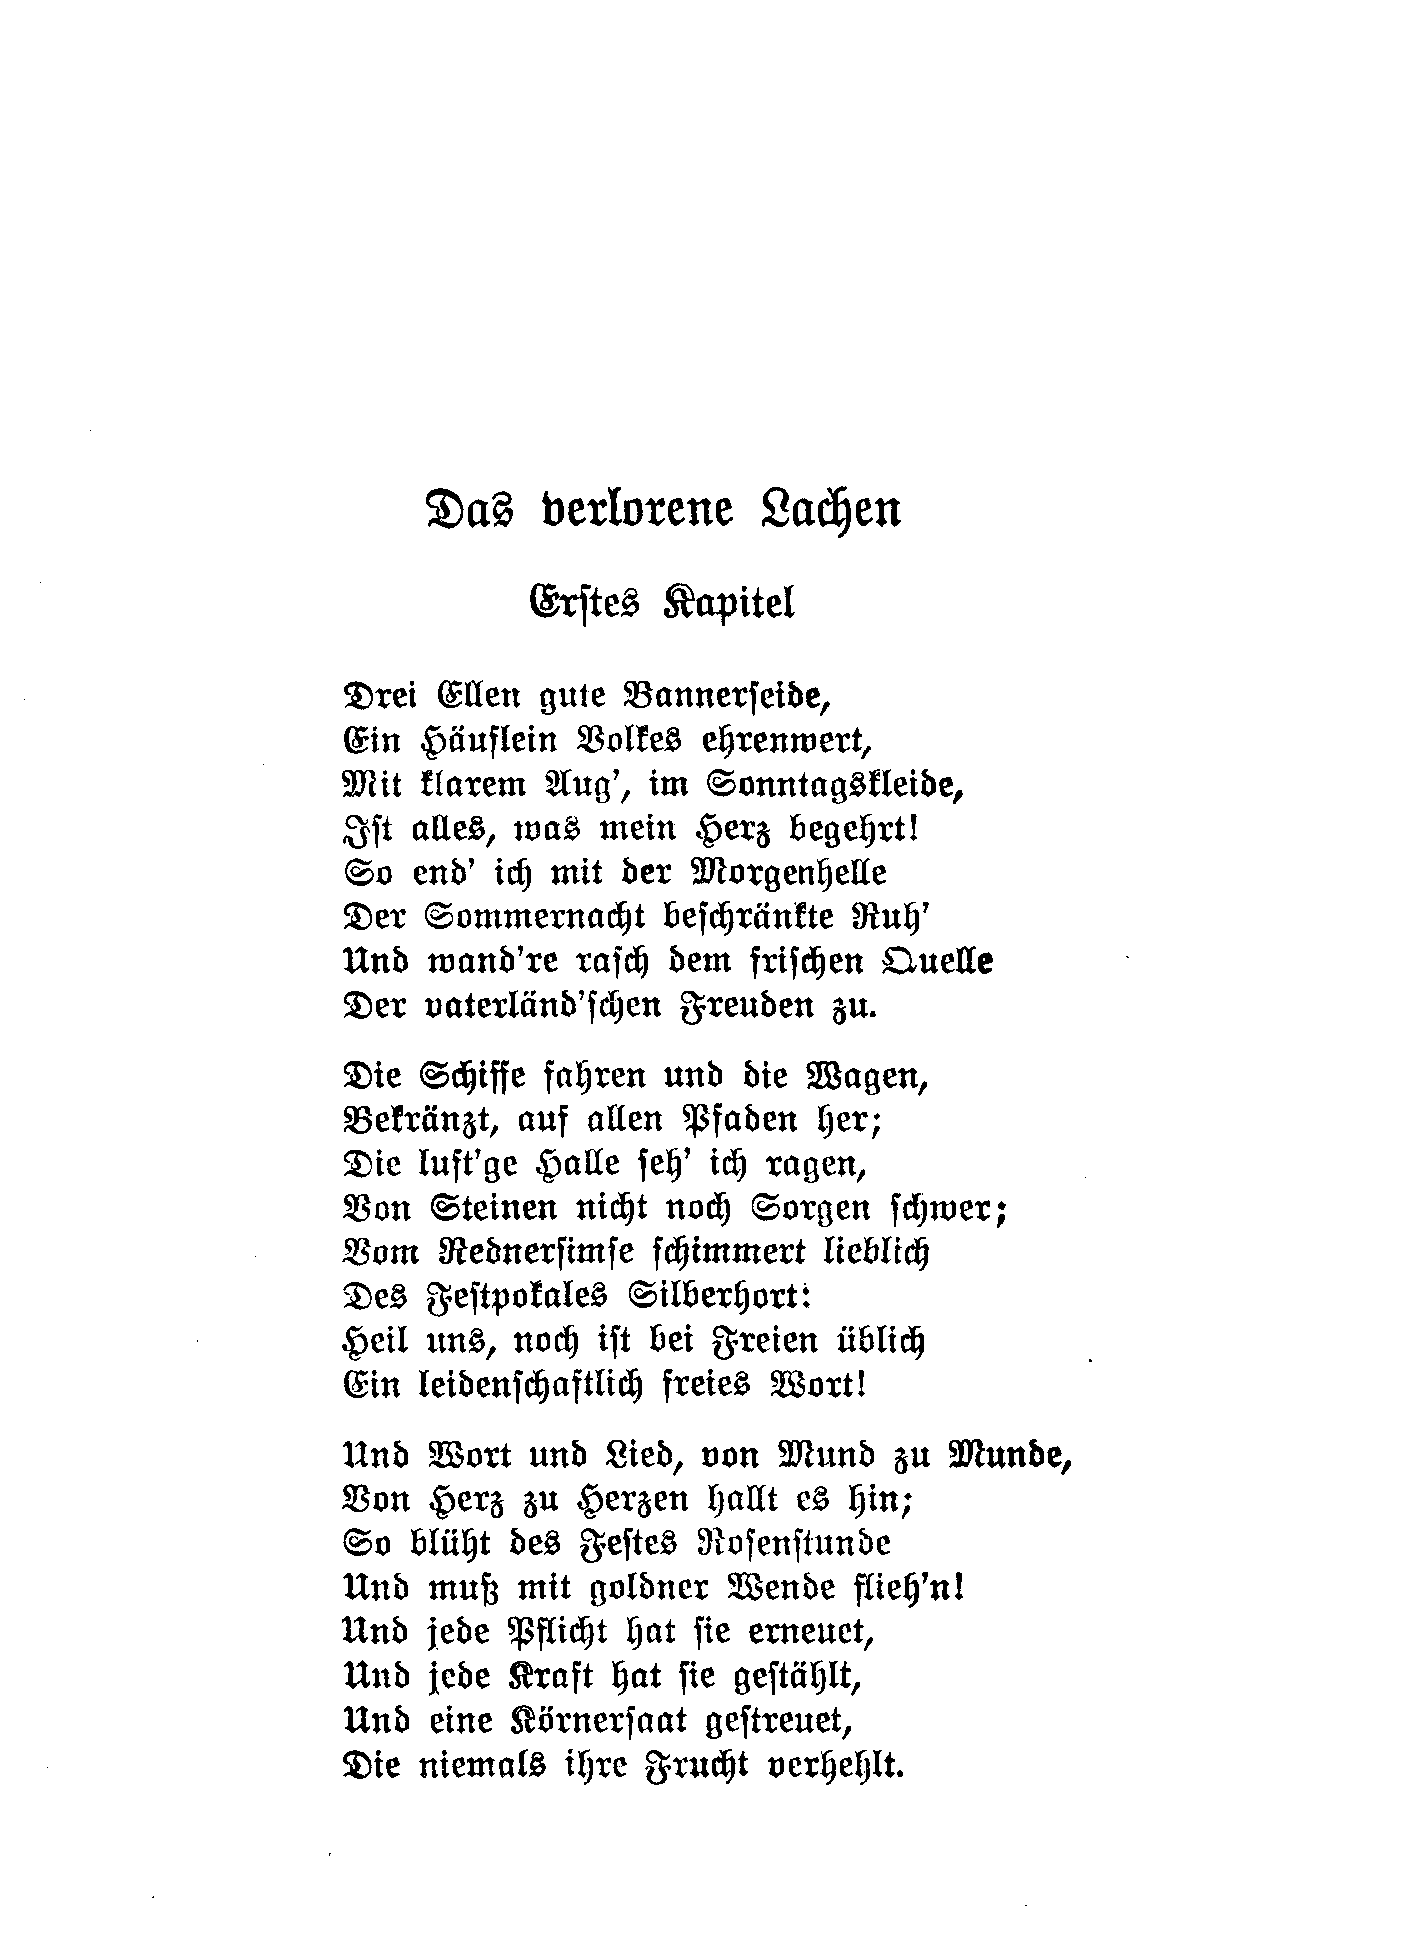 Das verlorene Lachen
Erstes Kapitel
Drei Ellen gute Bannerseide,
Ein Häuflein Volkes ehrenwert,
Mit klarem Aug', im Sonntagskleide,
Ist alles, was mein Herz begehrt!
So end' ich mit der Morgenhelle
Der Sommernacht beschränkte Ruh'
Und wand're rasch dem frischen Quelle
Der vaterländ'schen Freuden zu.
Die Schiffe fahren und die Wagen,
Bekränzt, auf allen Pfaden her;
Die luft'ge Halle seh' ich ragen,
Von Steinen nicht noch Sorgen schwer;
Vom Rednersimse schimmert lieblich
Des Festpokales Silberhort:
Heil uns, noch ist bei Freien üblich
Ein leidenschaftlich freies Wort!
Und Wort und Lied, von Mund zu Munde,
Von Herz zu Herzen hallt es hin;
So blüht des Festes Rosenstunde
Und muß mit goldner Wende flieh'n!
Und jede Pflicht hat sie erneuet,
Und jede Kraft hat sie gestählt,
Und eine Körnersaat gestreuet,
Die niemals ihre Frucht verhehlt.